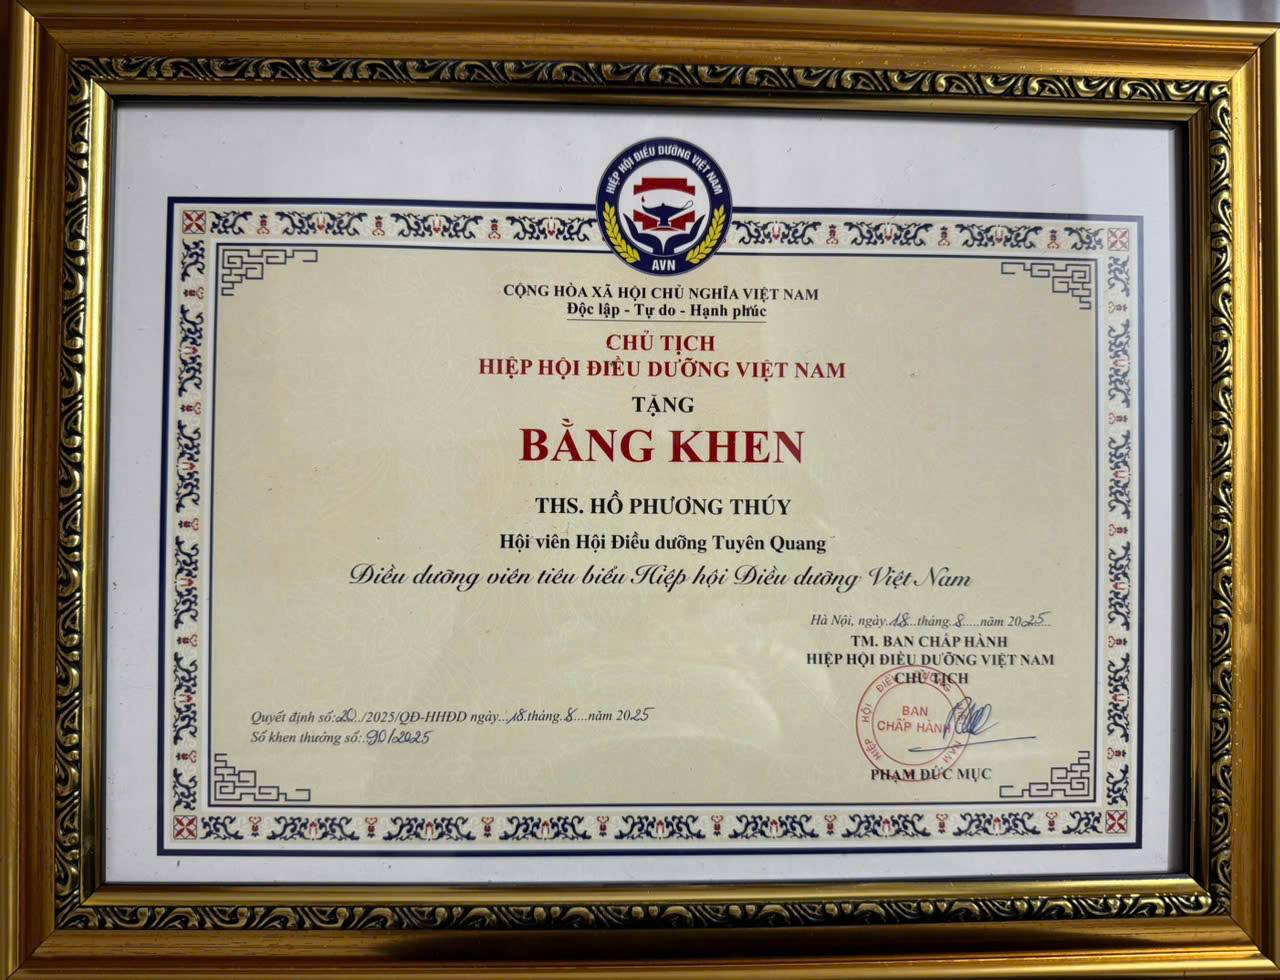 HIỆP HỘI ĐIỀU DƯỠNG VIỆT NAM
AVN
CỘNG HÒA XÃ HỘI CHỦ NGHĨA VIỆT NAM
Độc lập - Tự do - Hạnh phúc
CHỦ TỊCH
HIỆP HỘI ĐIỀU DƯỠNG VIỆT NAM
TẶNG
BẰNG KHEN
THS. HỒ PHƯƠNG THÚY
Hội viên Hội Điều dưỡng Tuyên Quang
Điều dưỡng viên tiêu biểu Hiệp hội Điều dưỡng Việt Nam
Hà Nội, ngày..18...tháng.8.....năm 2025...
TM. BAN CHẤP HÀNH
HIỆP HỘI ĐIỀU DƯỠNG VIỆT NAM
CHỦ TỊCH
HIỆP HỘI ĐIỀU DƯỠNG NAM
BAN
CHẤP HÀNH
PHẠM ĐỨC MỤC
Quyết định số:20../2025/QĐ-HHĐD ngày...18.tháng.8....năm 2025
Số khen thưởng số:.90/2025